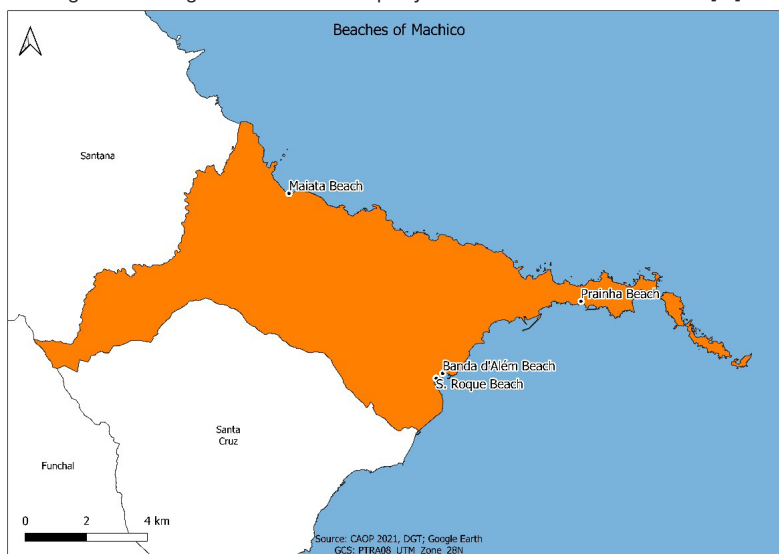 Beaches of Machico
Santana
Maiata Beach
Prainha Beach
Banda d'Além Beach
S. Roque Beach
Santa
Cruz
Funchal
0 2 4 km
Source: CAOP 2021, DGT; Google Earth
GCS: PTRA08_UTM_Zone_28N